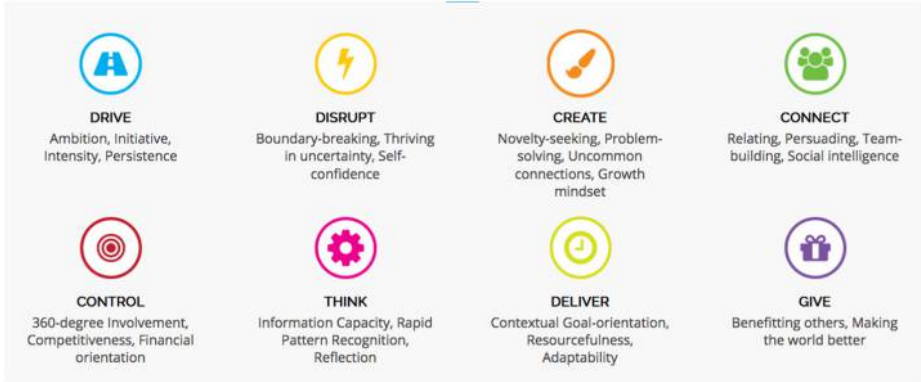 DRIVE
Ambition, Initiative,
Intensity, Persistence
DISRUPT
Boundary-breaking, Thriving
in uncertainty, Self-
confidence
CREATE
Novelty-seeking, Problem-
solving, Uncommon
connections, Growth
mindset
CONNECT
Relating, Persuading, Team-
building, Social intelligence
CONTROL
360-degree Involvement,
Competitiveness, Financial
orientation
THINK
Information Capacity, Rapid
Pattern Recognition,
Reflection
DELIVER
Contextual Goal-orientation,
Resourcefulness,
Adaptability
GIVE
Benefitting others, Making
the world better